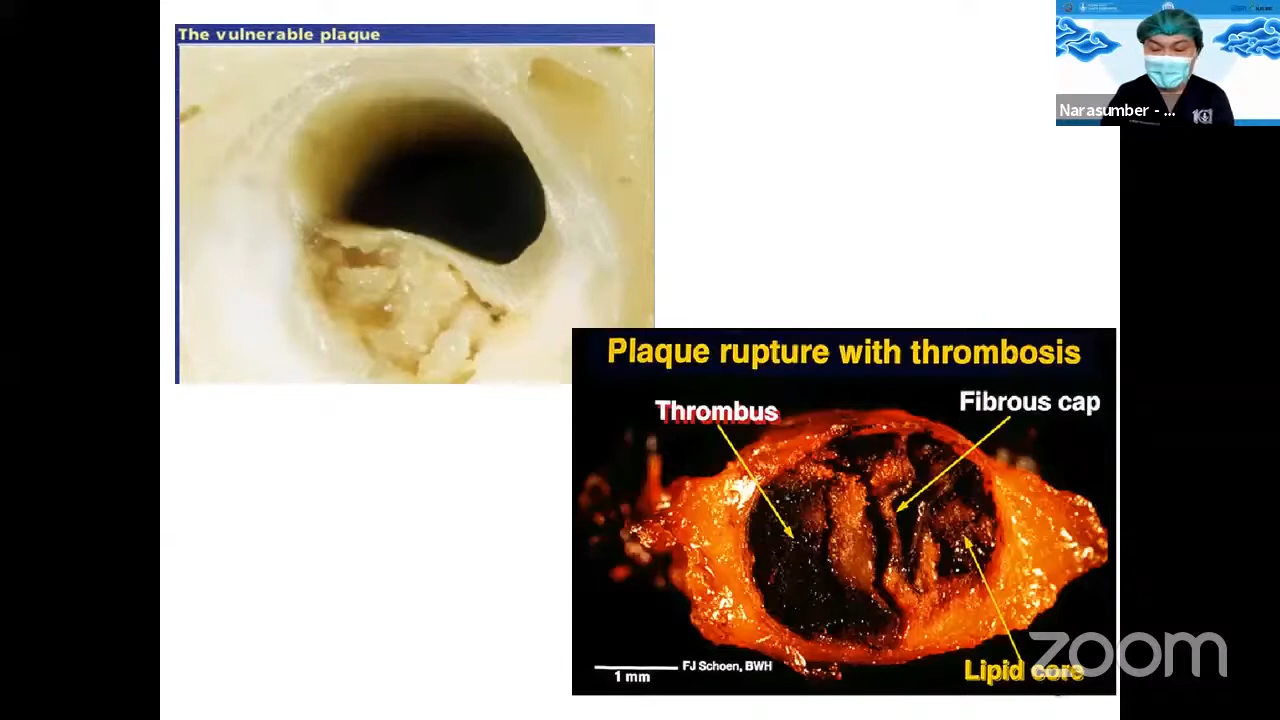 The vulnerable plaque
Narasumber - ...
Plaque rupture with thrombosis
Thrombus
Fibrous cap
Lipid core
FJ Schoen, BWH
1 mm
zoom